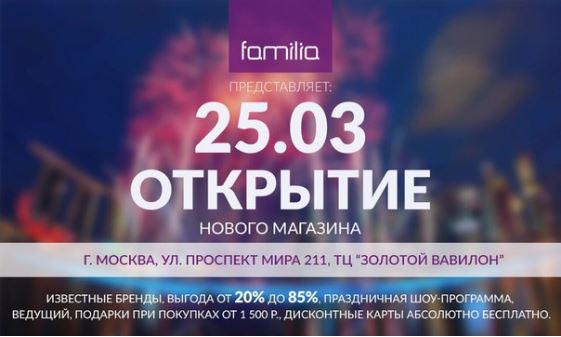 familia
ПРЕДСТАВЛЯЕТ:
25.03
ОТКРЫТИЕ
НОВОГО МАГАЗИНА
Г. МОСКВА, УЛ. ПРОСПЕКТ МИРА 211, ТЦ "ЗОЛОТОЙ ВАВИЛОН"
ИЗВЕСТНЫЕ БРЕНДЫ, ВЫГОДА ОТ 20% ДО 85%, ПРАЗДНИЧНАЯ ШОУ-ПРОГРАММА,
ВЕДУЩИЙ, ПОДАРКИ ПРИ ПОКУПКАХ ОТ 1 500 Р., ДИСКОНТНЫЕ КАРТЫ АБСОЛЮТНО БЕСПЛАТНО.